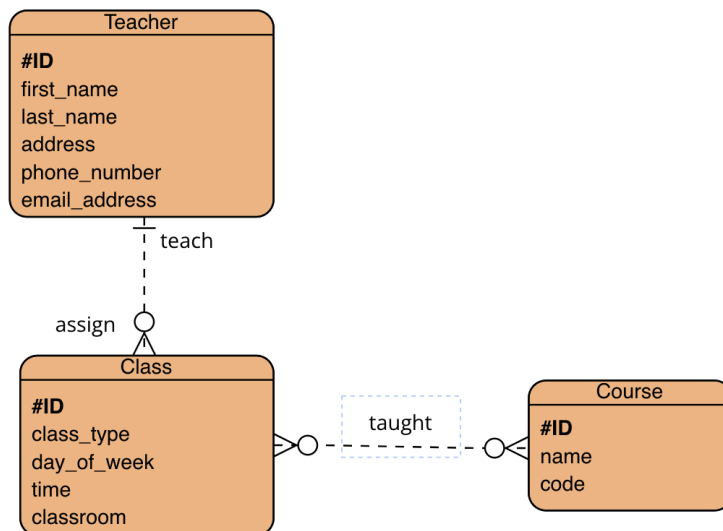 Teacher
#ID
first_name
last_name
address
phone_number
email_address
teach
assign
Class
#ID
class_type
day_of_week
time
classroom
taught
Course
#ID
name
code